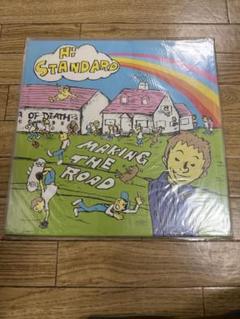 Hi
STANDARD
OF DEATH
MAKING
THE
ROAD